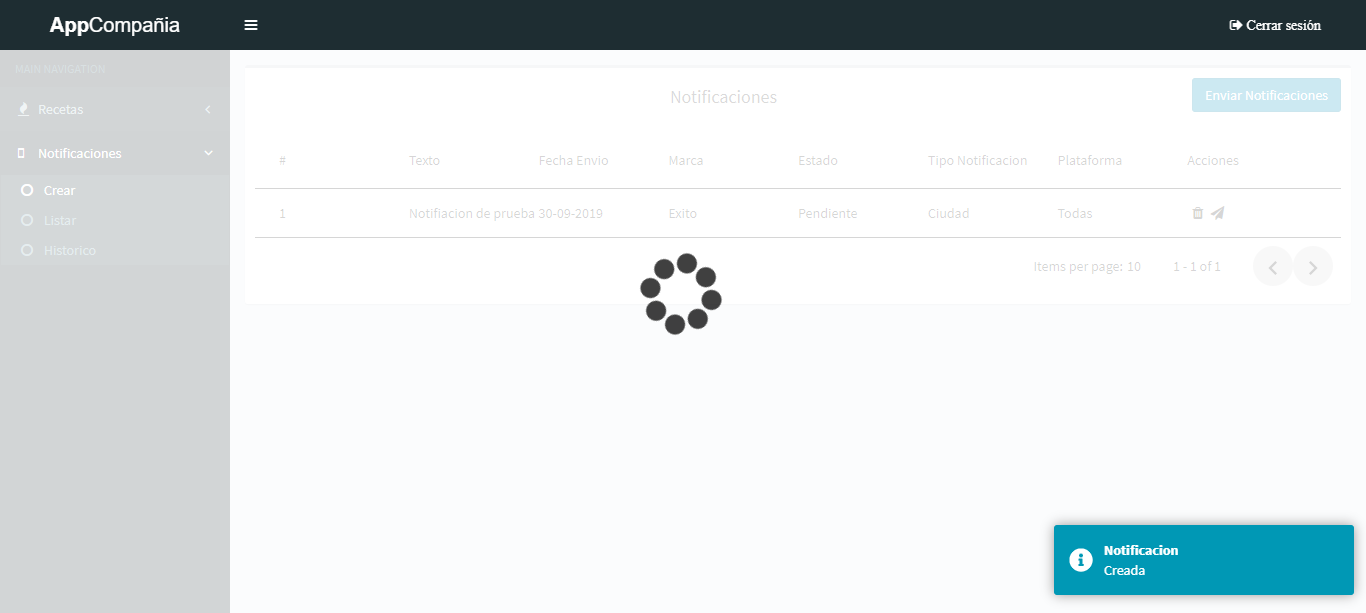 AppCompañia
Cerrar sesión
MAIN NAVIGATION
Recetas
Notificaciones
Crear
Listar
Historico
Notificaciones
Enviar Notificaciones
# Texto Fecha Envio Marca Estado Tipo Notificacion Plataforma Acciones
1 Notifiacion de prueba 30-09-2019 Exito Pendiente Ciudad Todas
Items per page: 10 1 - 1 of 1
Notificacion
Creada